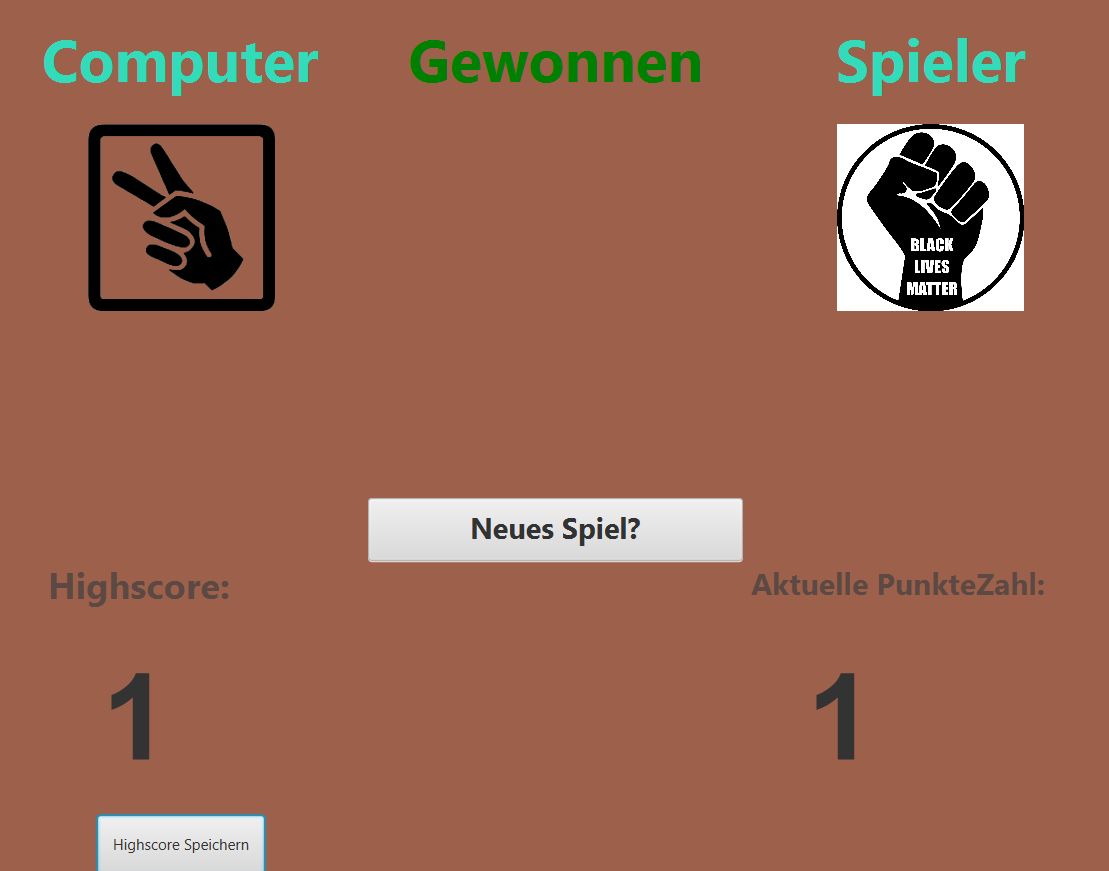 Computer
Gewonnen
Spieler
BLACK
LIVES
MATTER
Neues Spiel?
Highscore:
Aktuelle PunkteZahl:
1
1
Highscore Speichern